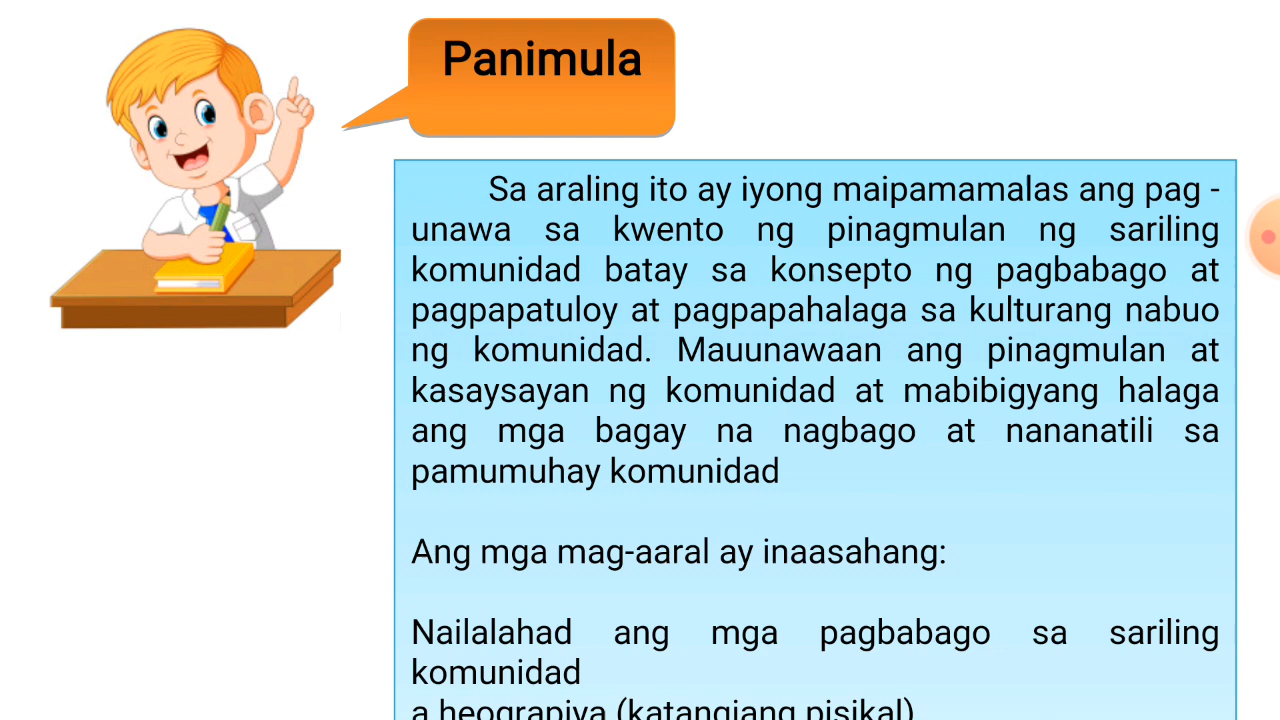 Panimula
Sa araling ito ay iyong maipamamalas ang pag -
unawa sa kwento ng pinagmulan ng sariling
komunidad batay sa konsepto ng pagbabago at
pagpapatuloy at pagpapahalaga sa kulturang nabuo
ng komunidad. Mauunawaan ang pinagmulan at
kasaysayan ng komunidad at mabibigyang halaga
ang mga bagay na nagbago at nananatili sa
pamumuhay komunidad
Ang mga mag-aaral ay inaasahang:
Nailalahad ang mga pagbabago sa sariling
komunidad
a heograpiya (katangiang pisikal)